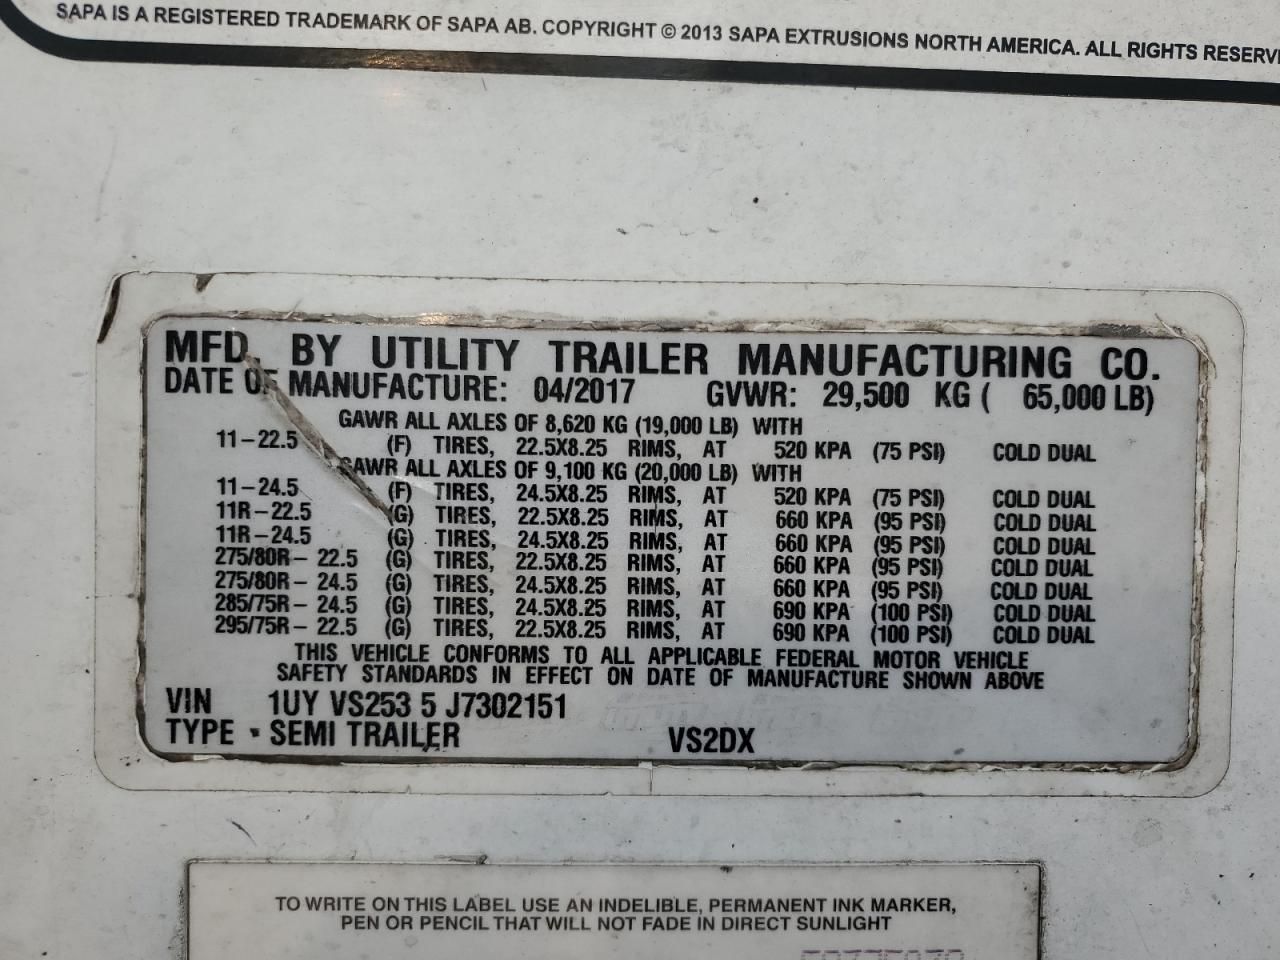 SAPA IS A REGISTERED TRADEMARK OF SAPA AB. COPYRIGHT © 2013 SAPA EXTRUSIONS NORTH AMERICA. ALL RIGHTS
MFD. BY UTILITY TRAILER MANUFACTURING CO.
DATE OF MANUFACTURE: 04/2017 GVWR: 29,500 KG ( 65,000 LB)
GAWR ALL AXLES OF 8,620 KG (19,000 LB) WITH
11-22.5 (F) TIRES, 22.5X8.25 RIMS, AT 520 KPA (75 PSI) COLD DUAL
GAWR ALL AXLES OF 9,100 KG (20,000 LB) WITH
11-24.5 (F) TIRES, 24.5X8.25 RIMS, AT 520 KPA (75 PSI) COLD DUAL
11R-22.5 (G) TIRES, 22.5X8.25 RIMS, AT 660 KPA (95 PSI) COLD DUAL
11R-24.5 (G) TIRES, 24.5X8.25 RIMS, AT 660 KPA (95 PSI) COLD DUAL
275/80R- 22.5 (G) TIRES, 22.5X8.25 RIMS, AT 660 KPA (95 PSI) COLD DUAL
275/80R- 24.5 (G) TIRES, 24.5X8.25 RIMS, AT 660 KPA (95 PSI) COLD DUAL
285/75R- 24.5 (G) TIRES, 24.5X8.25 RIMS, AT 690 KPA (100 PSI) COLD DUAL
295/75R- 22.5 (G) TIRES, 22.5X8.25 RIMS, AT 690 KPA (100 PSI) COLD DUAL
THIS VEHICLE CONFORMS TO ALL APPLICABLE FEDERAL MOTOR VEHICLE
SAFETY STANDARDS IN EFFECT ON DATE OF MANUFACTURE SHOWN ABOVE
VIN 1UY VS253 5 J7302151
TYPE - SEMI TRAILER VS2DX
TO WRITE ON THIS LABEL USE AN INDELIBLE, PERMANENT INK MARKER,
PEN OR PENCIL THAT WILL NOT FADE IN DIRECT SUNLIGHT